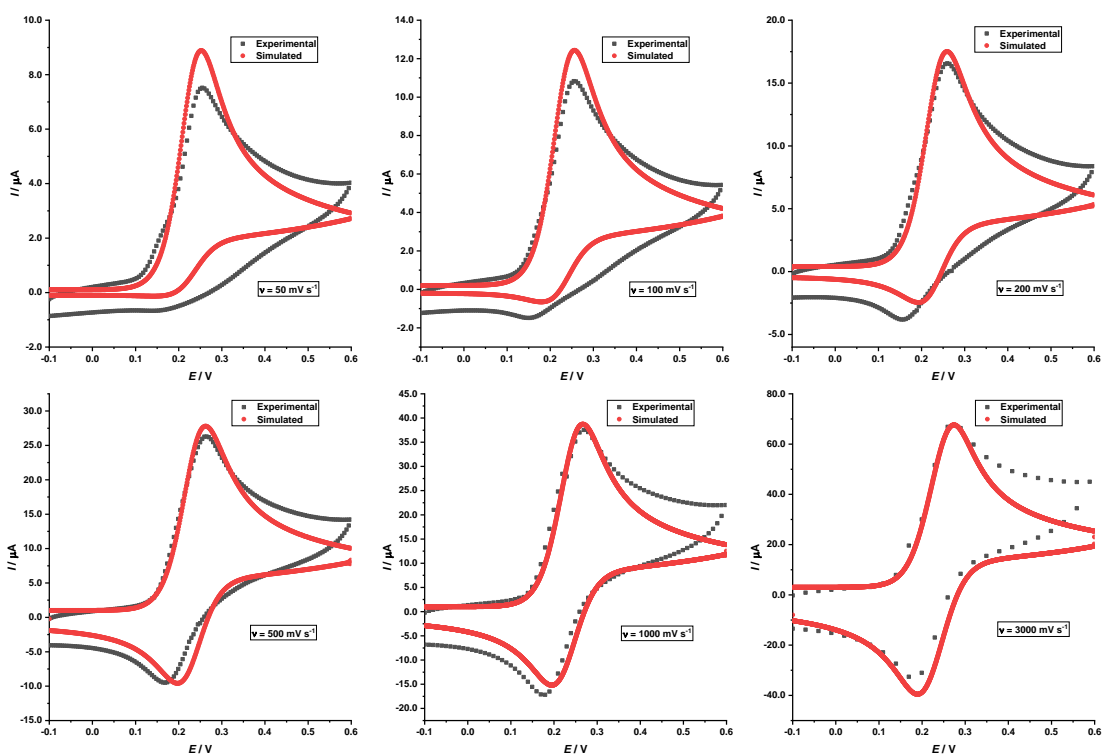 10.0
8.0
6.0
4.0
2.0
0.0
-2.0
I / µA
Experimental
Simulated
ν = 50 mV s-1
-0.1 0.0 0.1 0.2 0.3 0.4 0.5 0.6
E / V
14.0
12.0
10.0
8.0
6.0
4.0
2.0
0.0
-2.0
I / µA
Experimental
Simulated
ν = 100 mV s-1
-0.1 0.0 0.1 0.2 0.3 0.4 0.5 0.6
E / V
20.0
15.0
10.0
5.0
0.0
-5.0
I / µA
Experimental
Simulated
ν = 200 mV s-1
-0.1 0.0 0.1 0.2 0.3 0.4 0.5 0.6
E / V
30.0
25.0
20.0
15.0
10.0
5.0
0.0
-5.0
-10.0
-15.0
I / µA
Experimental
Simulated
ν = 500 mV s-1
-0.1 0.0 0.1 0.2 0.3 0.4 0.5 0.6
E / V
45.0
40.0
35.0
30.0
25.0
20.0
15.0
10.0
5.0
0.0
-5.0
-10.0
-15.0
-20.0
I / µA
Experimental
Simulated
ν = 1000 mV s-1
-0.1 0.0 0.1 0.2 0.3 0.4 0.5 0.6
E / V
80.0
60.0
40.0
20.0
0.0
-20.0
-40.0
I / µA
Experimental
Simulated
ν = 3000 mV s-1
-0.1 0.0 0.1 0.2 0.3 0.4 0.5 0.6
E / V